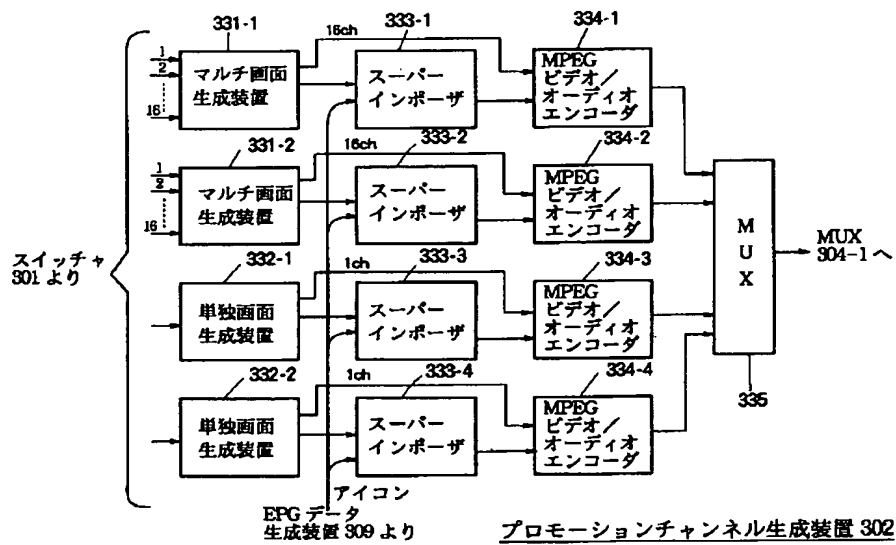 331-1
16ch
333-1
334-1
1
2
16
マルチ画面
生成装置
スーパー
インポーザ
MPEG
ビデオ／
オーディオ
エンコーダ
331-2
16ch
333-2
334-2
1
2
16
マルチ画面
生成装置
スーパー
インポーザ
MPEG
ビデオ／
オーディオ
エンコーダ
スイッチャ
301 より
332-1
1ch
333-3
334-3
単独画面
生成装置
スーパー
インポーザ
MPEG
ビデオ／
オーディオ
エンコーダ
332-2
1ch
333-4
334-4
単独画面
生成装置
スーパー
インポーザ
MPEG
ビデオ／
オーディオ
エンコーダ
MUX
335
MUX
304-1 へ
アイコン
EPG データ
生成装置 309 より
プロモーションチャンネル生成装置 302